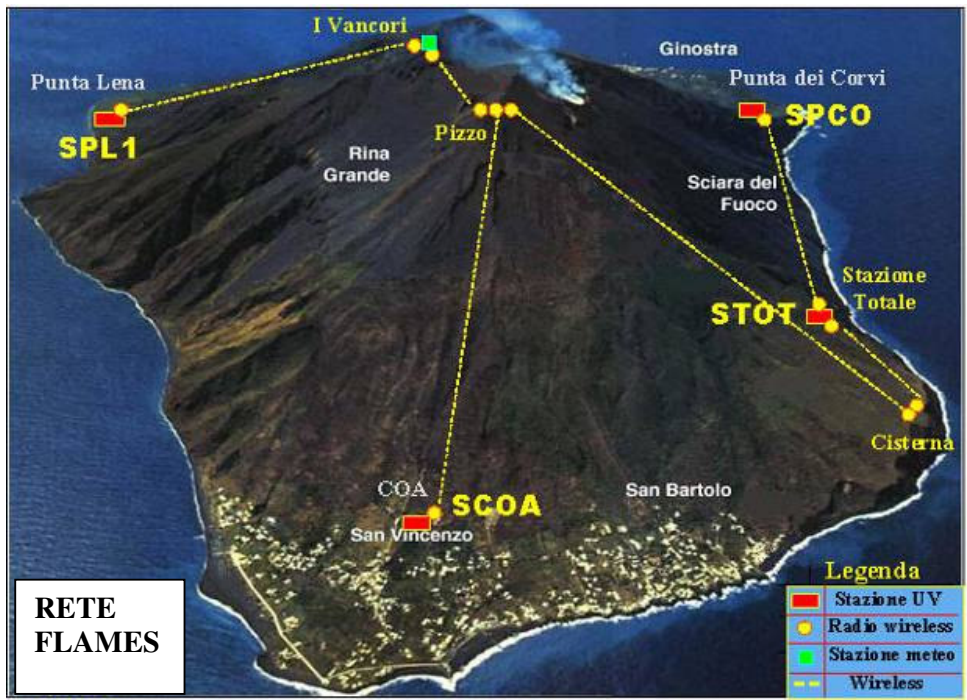 I Vancori
Ginostra
Punta Lena
Punta dei Corvi
SPL1
SPCO
Pizzo
Rina
Grande
Sciara del
Fuoco
Stazione
Totale
STOT
Cisterna
COA
SCOA
San Bartolo
San Vincenzo
RETE
FLAMES
Legenda
Stazione UV
Radio wireless
Stazione meteo
Wireless